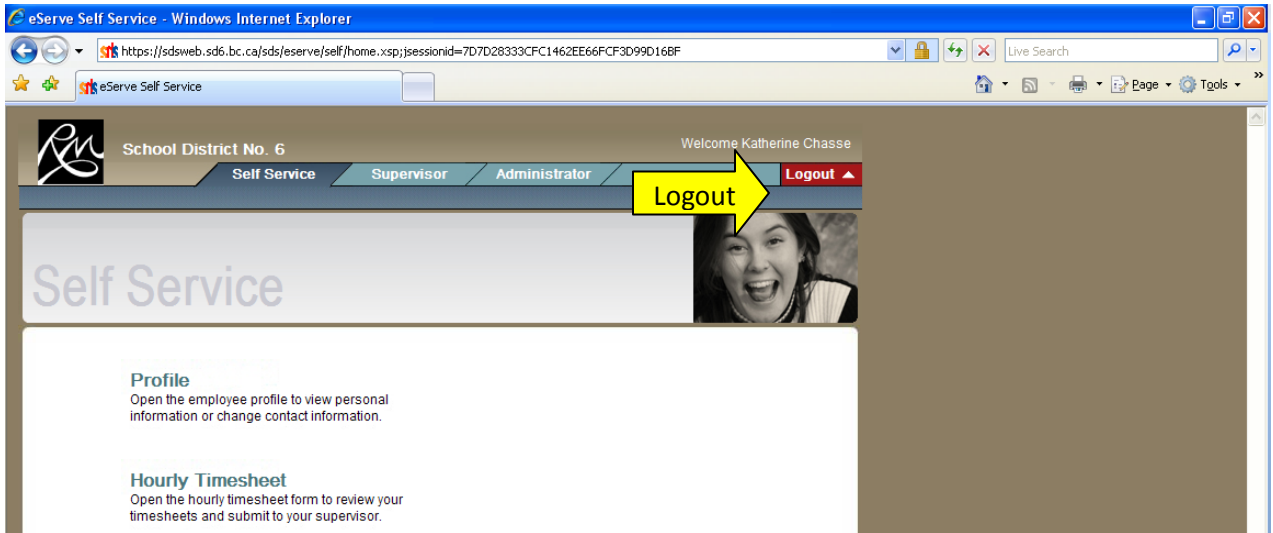 eServe Self Service - Windows Internet Explorer
https://sdsweb.sd6.bc.ca/sds/eserve/self/home.xsp;jsessionid=7D7D28333CFC1462EE66FCF3D99D16BF
Live Search
eServe Self Service
Page Tools
School District No. 6
Welcome Katherine Chasse
Self Service Supervisor Administrator Logout
Logout
Self Service
Profile
Open the employee profile to view personal
information or change contact information.
Hourly Timesheet
Open the hourly timesheet form to review your
timesheets and submit to your supervisor.